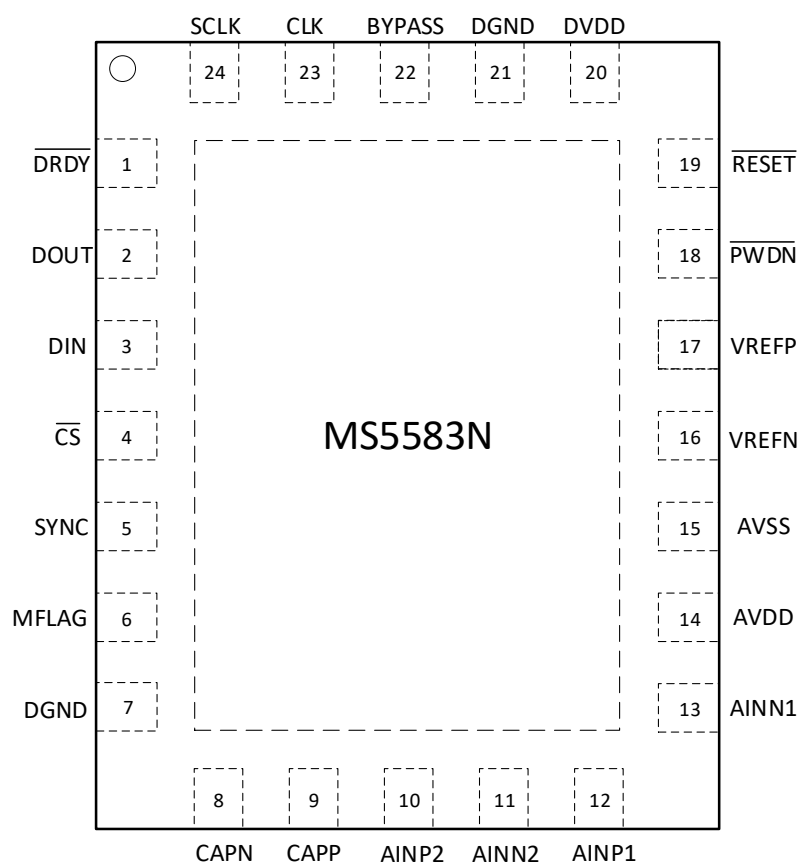 SCLK CLK BYPASS DGND DVDD
24 23 22 21 20
DRDY 1 19 RESET
DOUT 2 18 PWDN
DIN 3 17 VREFP
CS 4 16 VREFN
MS5583N
SYNC 5 15 AVSS
MFLAG 6 14 AVDD
DGND 7 13 AINN1
8 9 10 11 12
CAPN CAPP AINP2 AINN2 AINP1